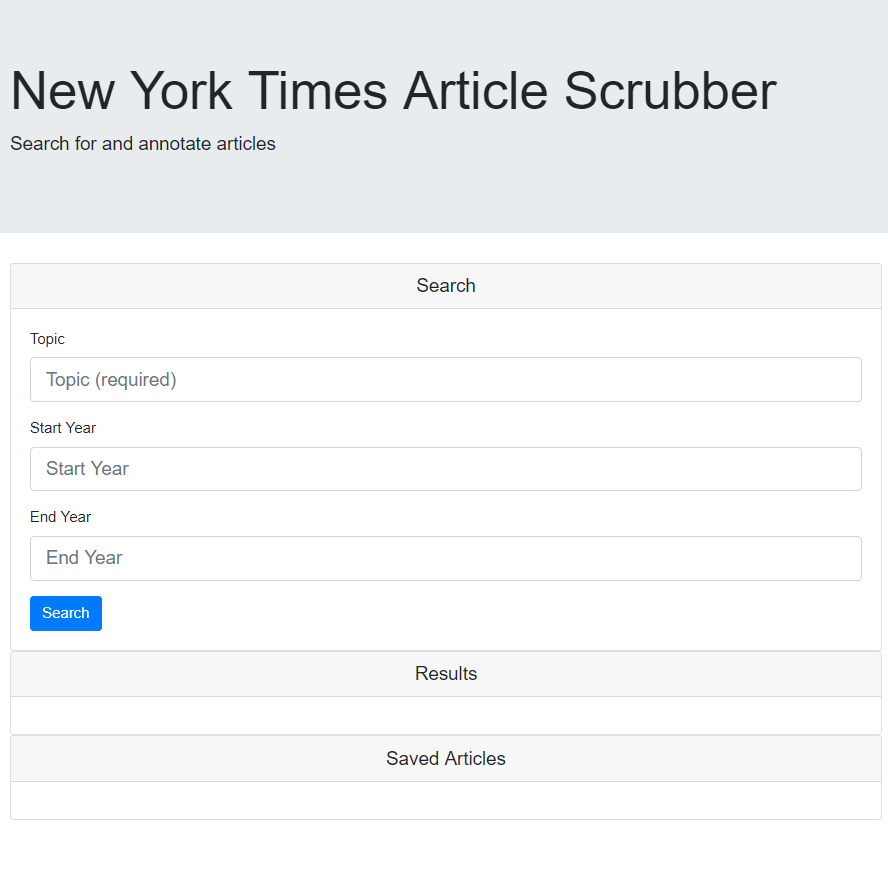 New York Times Article Scrubber
Search for and annotate articles
Search
Topic
Topic (required)
Start Year
Start Year
End Year
End Year
Search
Results
Saved Articles